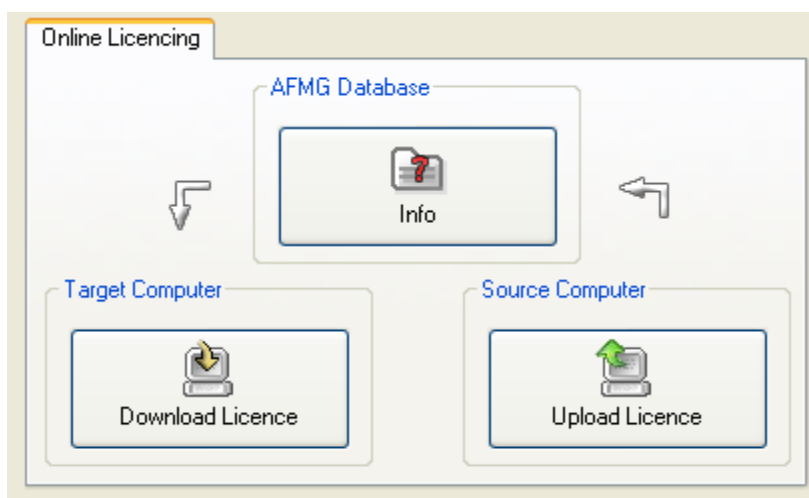 Online Licencing
AFMG Database
Info
Target Computer
Source Computer
Download Licence
Upload Licence